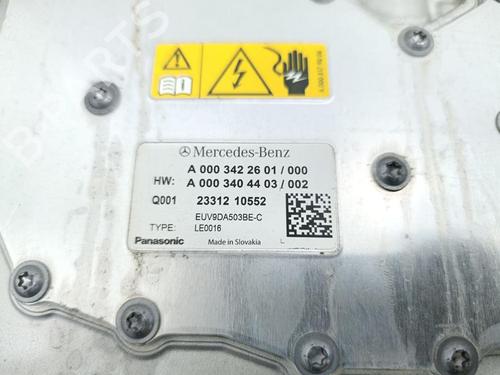 Mercedes-Benz
A 000 342 26 01 / 000
HW: A 000 340 44 03 / 002
Q001 23312 10552
EUV9DA503BE-C
TYPE: LE0016
Panasonic Made in Slovakia